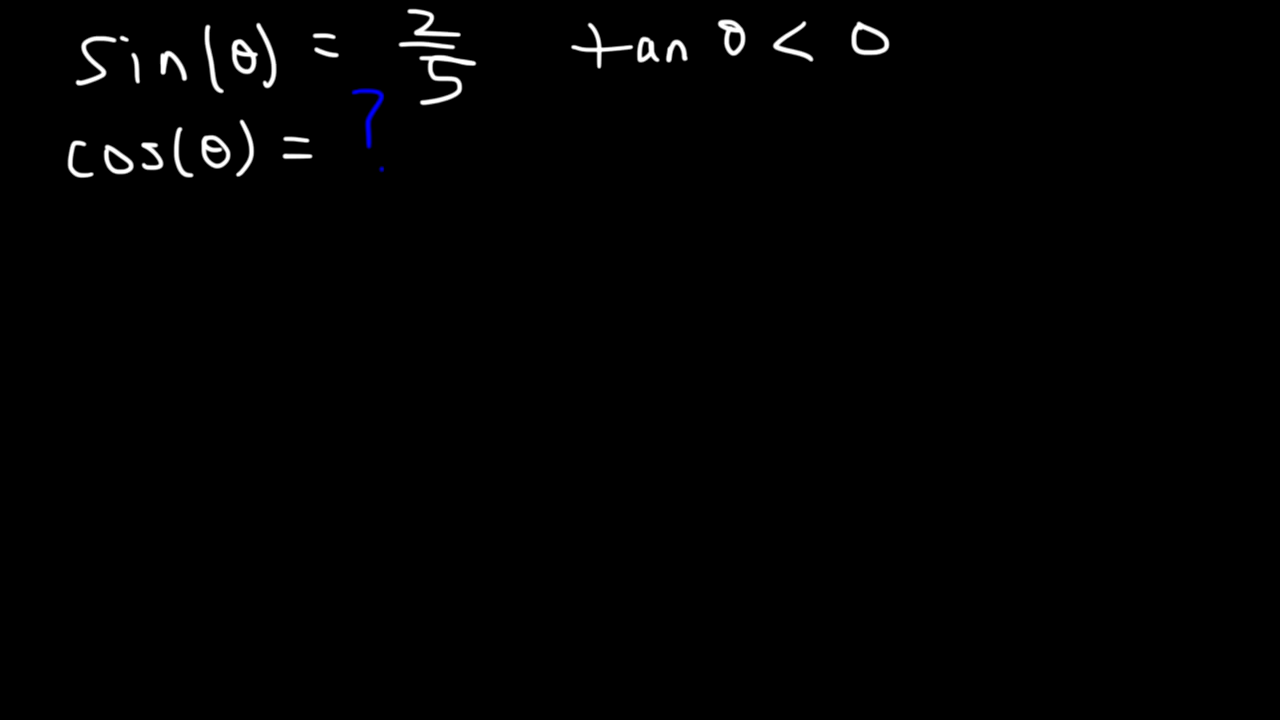 sin(θ) = 2/5 tan θ < 0
cos(θ) = ?